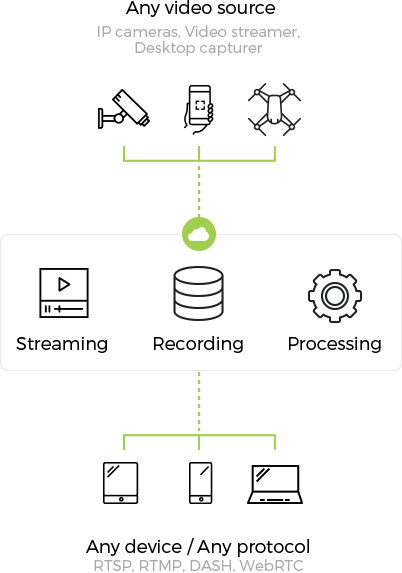 Any video source
IP cameras, Video streamer,
Desktop capturer
Streaming
Recording
Processing
Any device / Any protocol
RTSP, RTMP, DASH, WebRTC